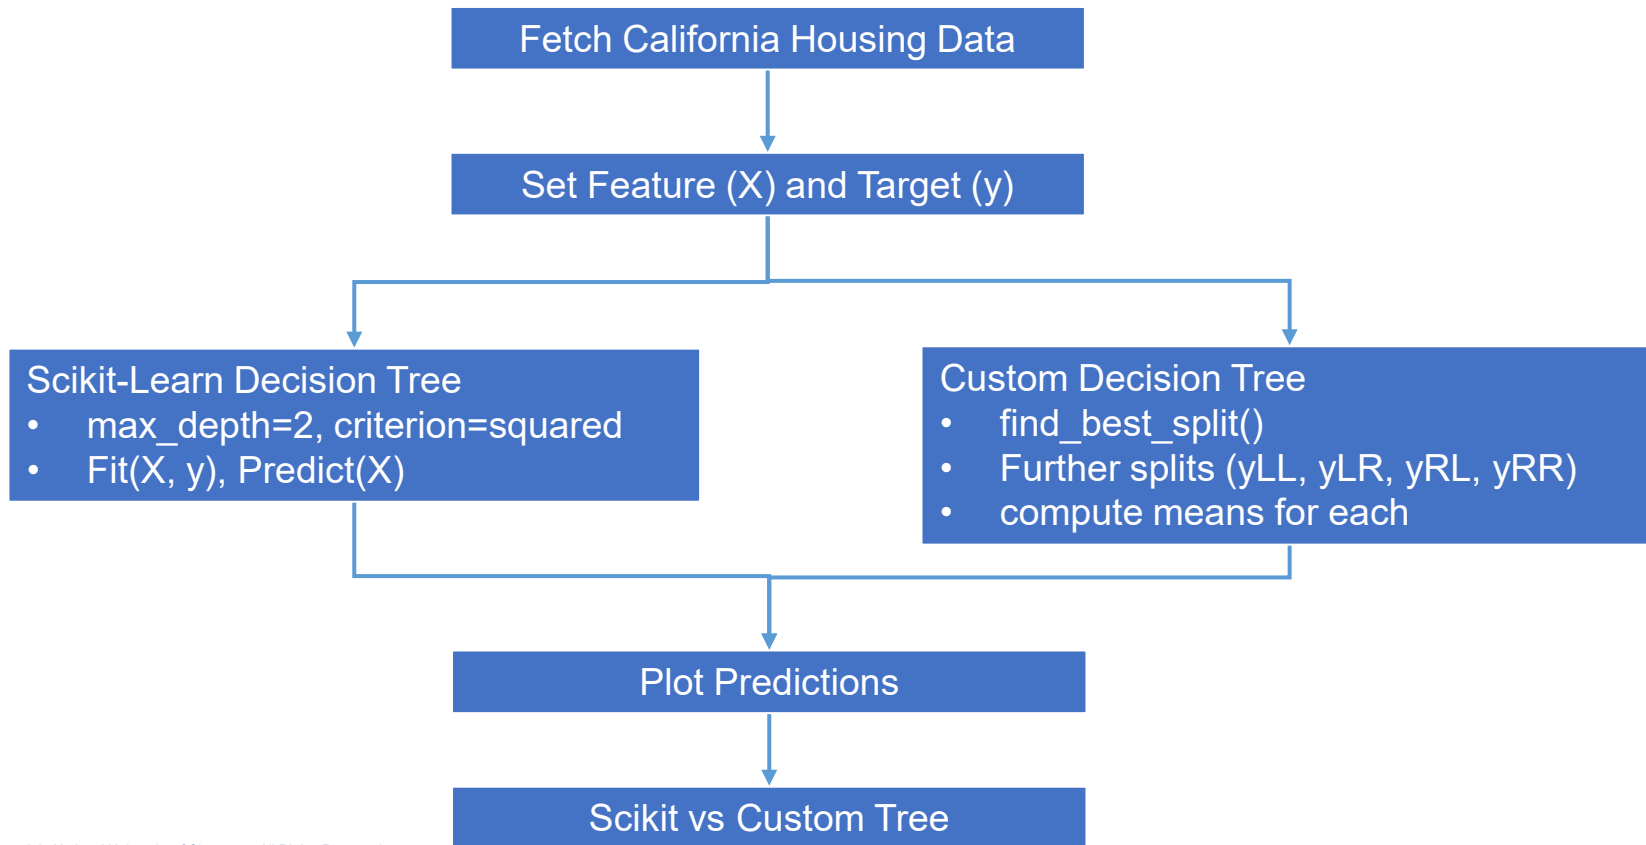 Fetch California Housing Data
Set Feature (X) and Target (y)
Scikit-Learn Decision Tree
• max_depth=2, criterion=squared
• Fit(X, y), Predict(X)
Custom Decision Tree
• find_best_split()
• Further splits (yLL, yLR, yRL, yRR)
• compute means for each
Plot Predictions
Scikit vs Custom Tree